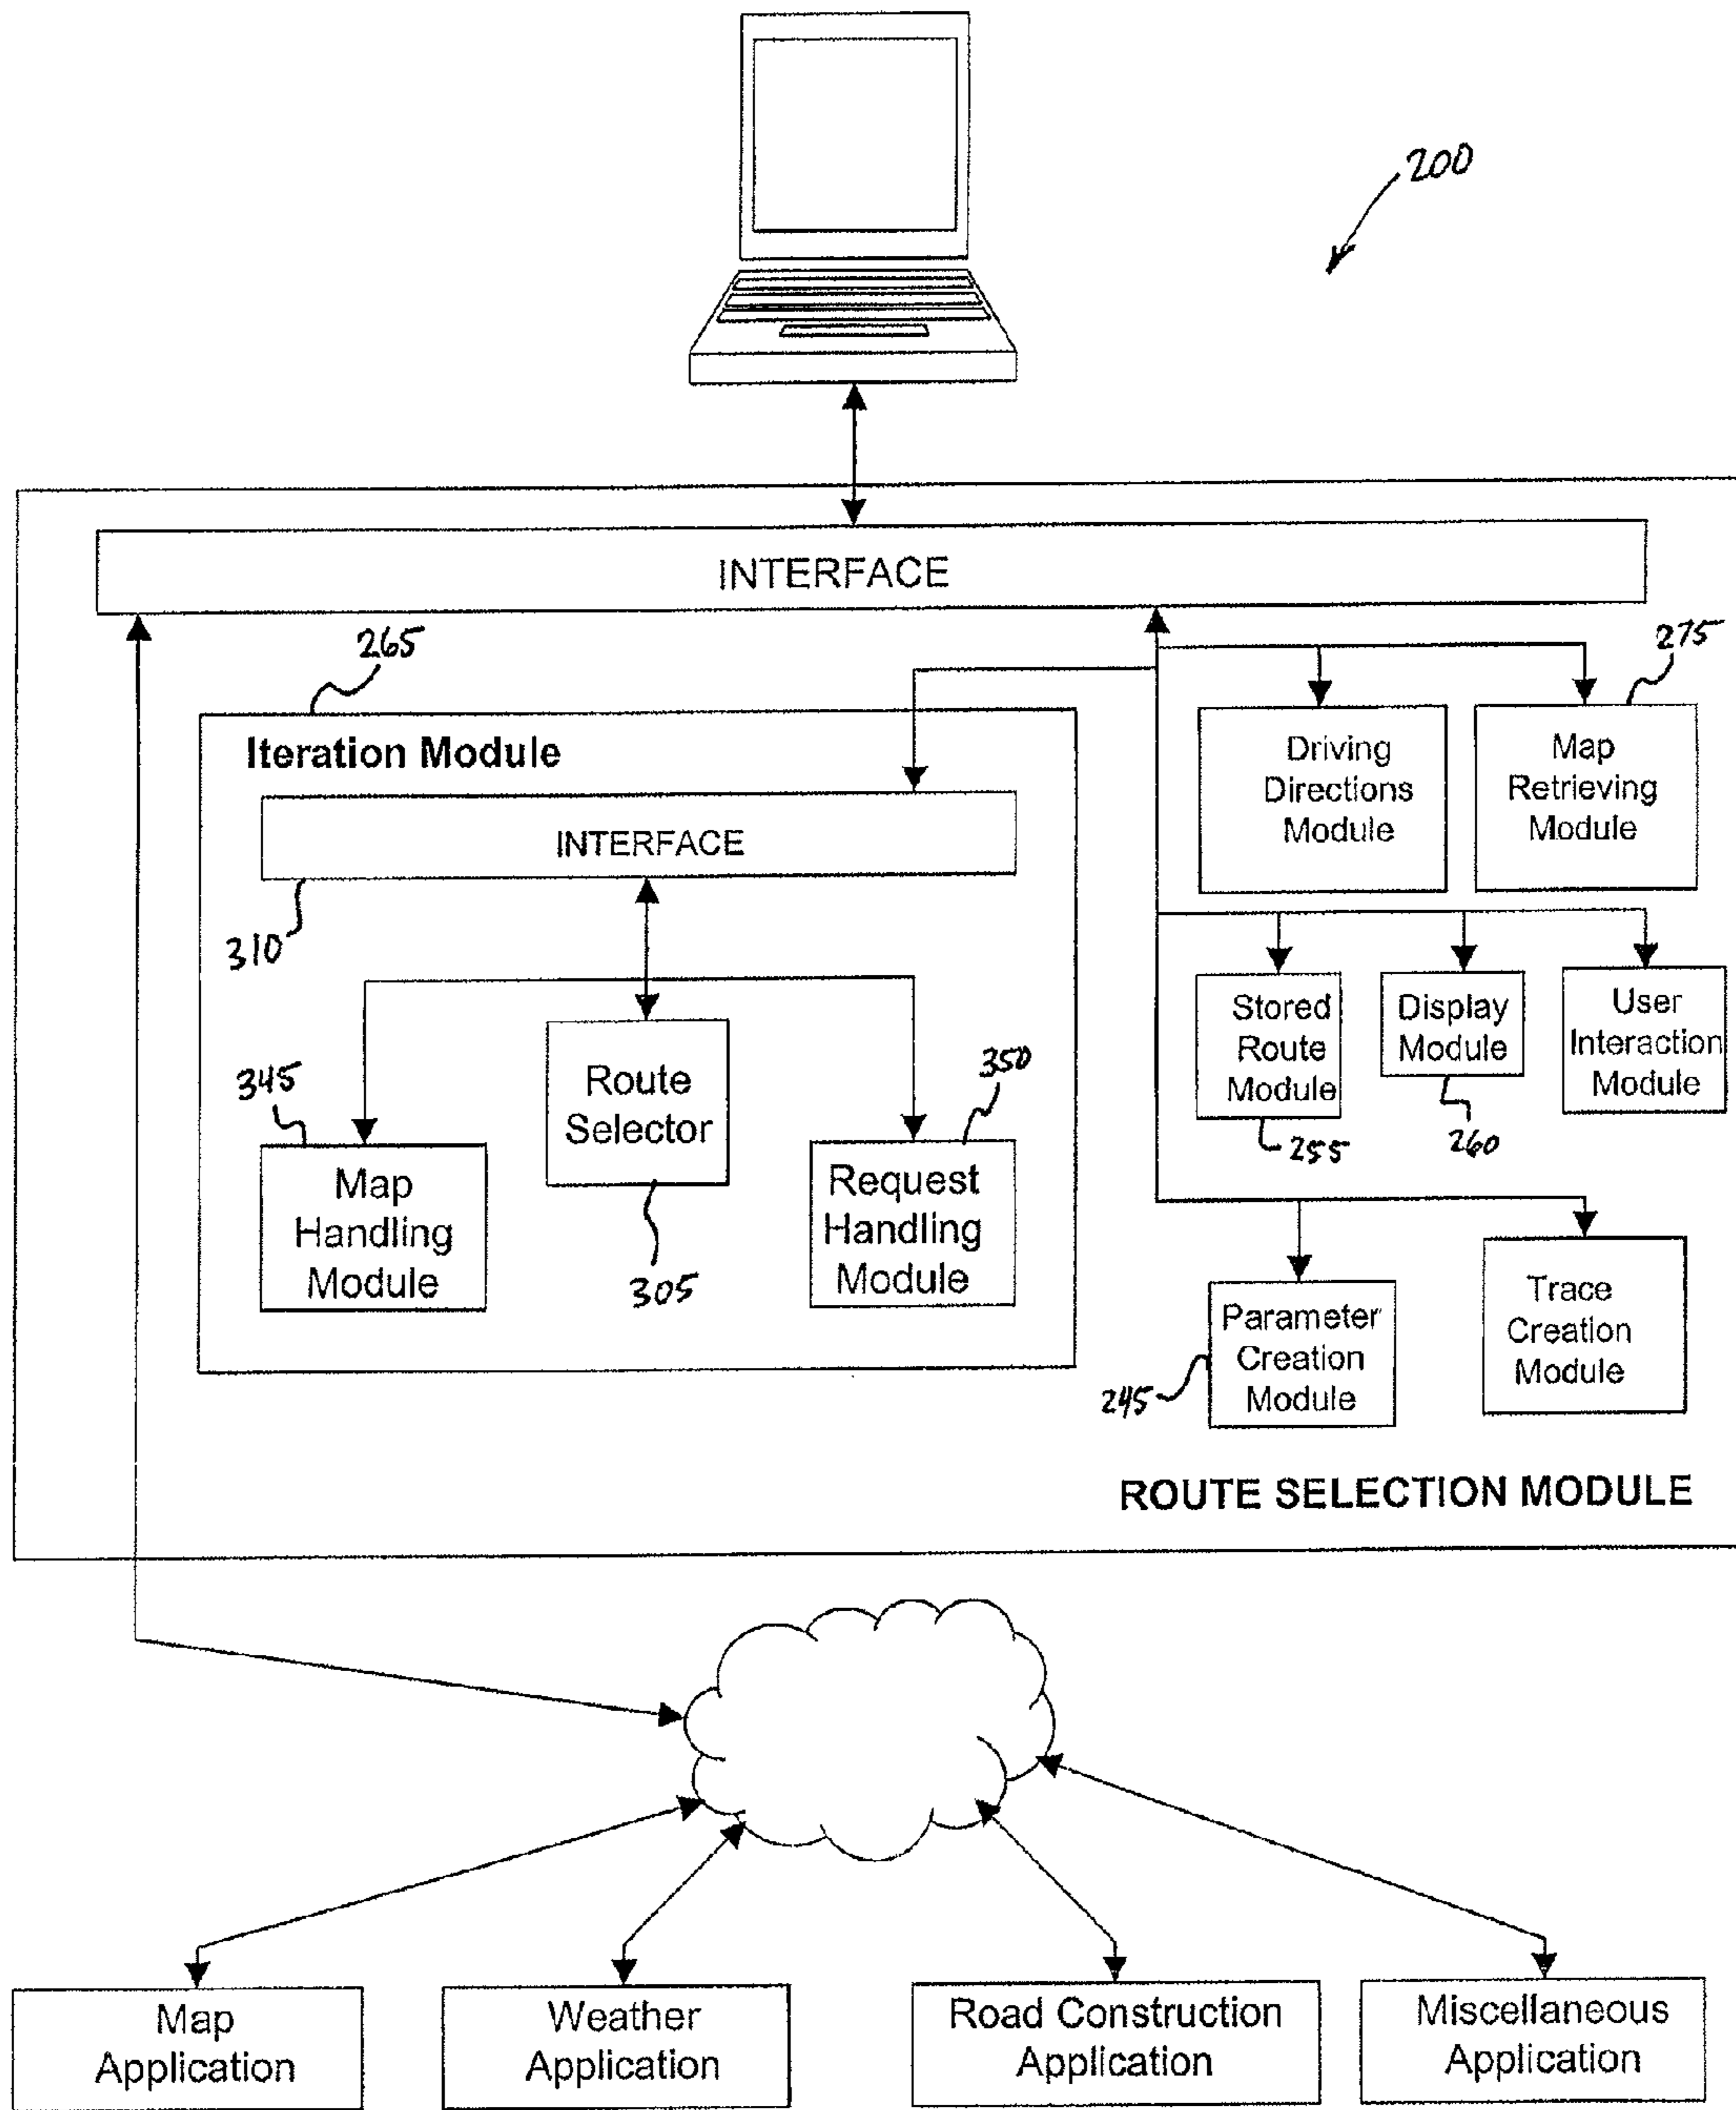 200
INTERFACE
265
275
Iteration Module
Driving
Directions
Module
Map
Retrieving
Module
INTERFACE
310
Stored
Route
Module
Display
Module
User
Interaction
Module
255
260
345
Route
Selector
350
Map
Handling
Module
305
Request
Handling
Module
Parameter
Creation
Module
245
Trace
Creation
Module
ROUTE SELECTION MODULE
Map
Application
Weather
Application
Road Construction
Application
Miscellaneous
Application